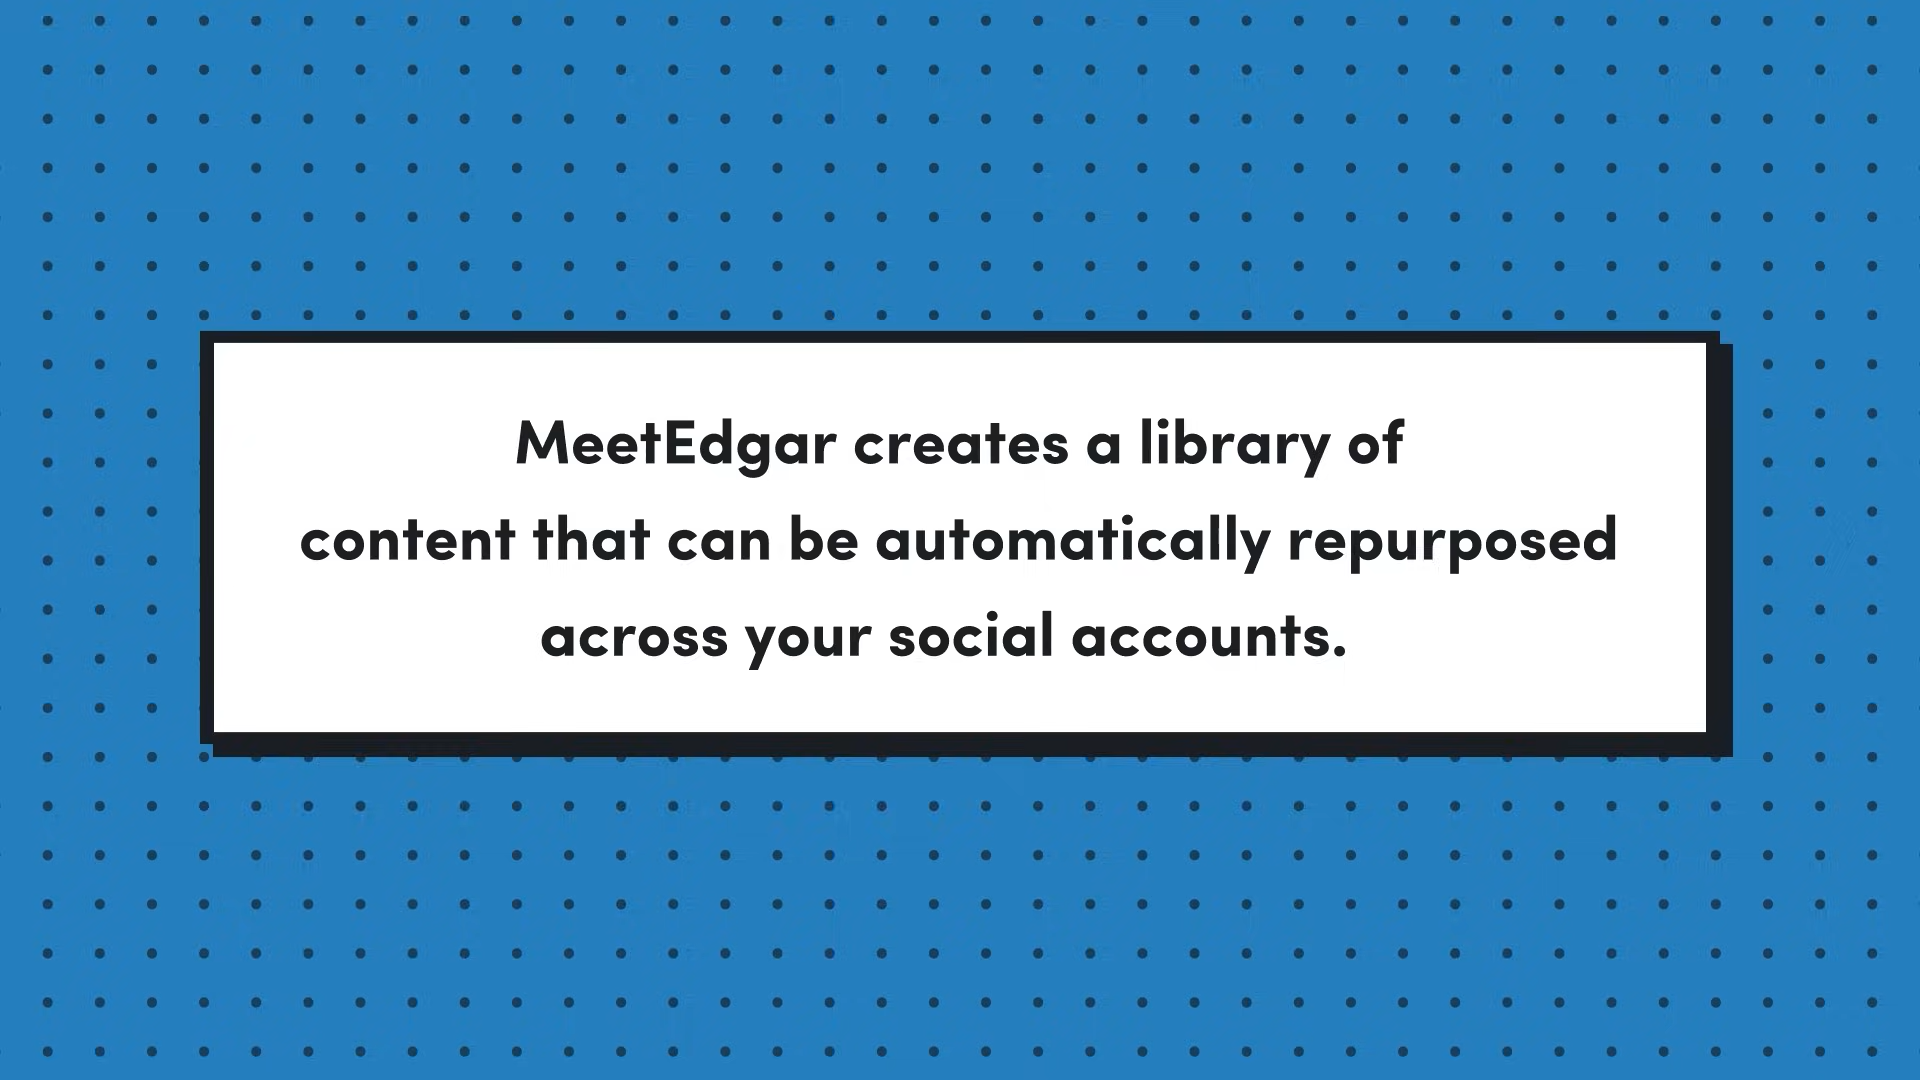 MeetEdgar creates a library of
content that can be automatically repurposed
across your social accounts.